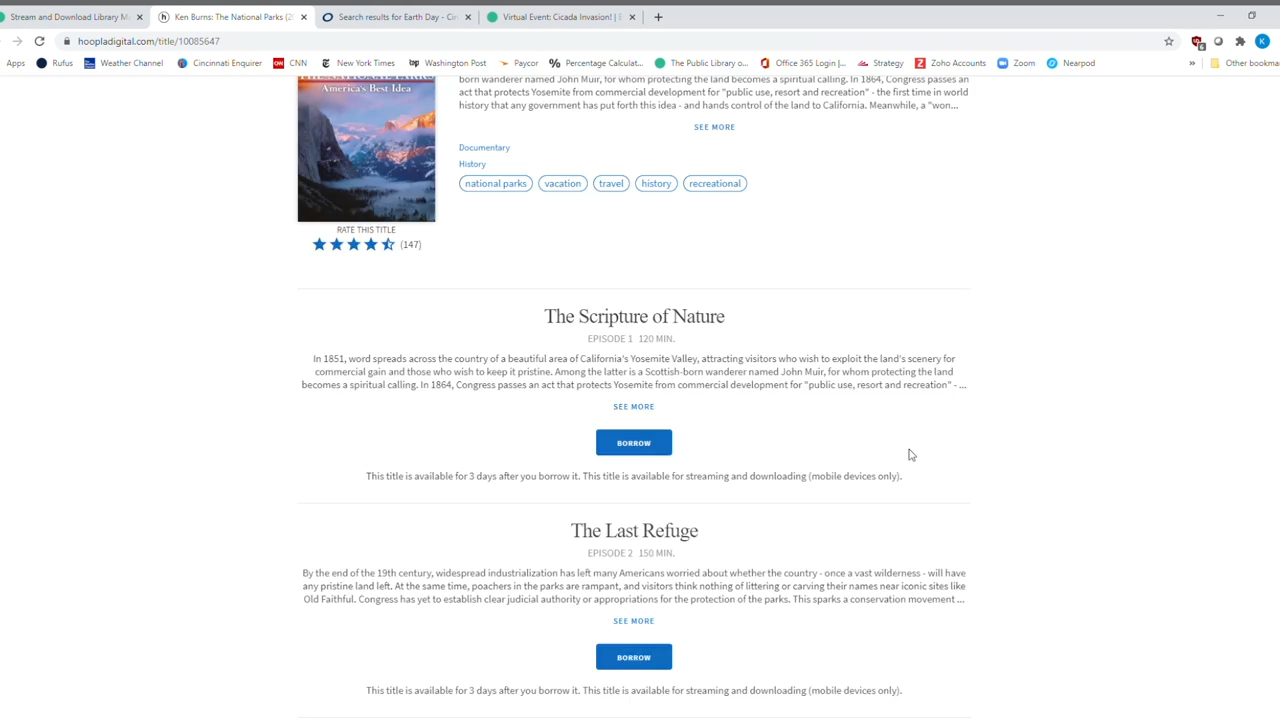 Stream and Download Library M
Ken Burns: The National Parks (2
Search results for Earth Day - Cin
Virtual Event: Cicada Invasion! |
hoopladigital.com/title/10085647
K
Apps
Rufus
Weather Channel
Cincinnati Enquirer
CNN
New York Times
Washington Post
Paycor
Percentage Calculat...
The Public Library o...
Office 365 Login |...
Strategy
Zoho Accounts
Zoom
Nearpod
»
Other bookma
America's Best Idea
born wanderer named John Muir, for whom protecting the land becomes a spiritual calling. In 1864, Congress passes an
act that protects Yosemite from commercial development for "public use, resort and recreation" - the first time in world
history that any government has put forth this idea - and hands control of the land to California. Meanwhile, a "won...
SEE MORE
Documentary
History
national parks
vacation
travel
history
recreational
RATE THIS TITLE
(147)
The Scripture of Nature
EPISODE 1 120 MIN.
In 1851, word spreads across the country of a beautiful area of California's Yosemite Valley, attracting visitors who wish to exploit the land's scenery for
commercial gain and those who wish to keep it pristine. Among the latter is a Scottish-born wanderer named John Muir, for whom protecting the land
becomes a spiritual calling. In 1864, Congress passes an act that protects Yosemite from commercial development for "public use, resort and recreation" - ...
SEE MORE
BORROW
This title is available for 3 days after you borrow it. This title is available for streaming and downloading (mobile devices only).
The Last Refuge
EPISODE 2 150 MIN.
By the end of the 19th century, widespread industrialization has left many Americans worried about whether the country - once a vast wilderness - will have
any pristine land left. At the same time, poachers in the parks are rampant, and visitors think nothing of littering or carving their names near iconic sites like
Old Faithful. Congress has yet to establish clear judicial authority or appropriations for the protection of the parks. This sparks a conservation movement ...
SEE MORE
BORROW
This title is available for 3 days after you borrow it. This title is available for streaming and downloading (mobile devices only).